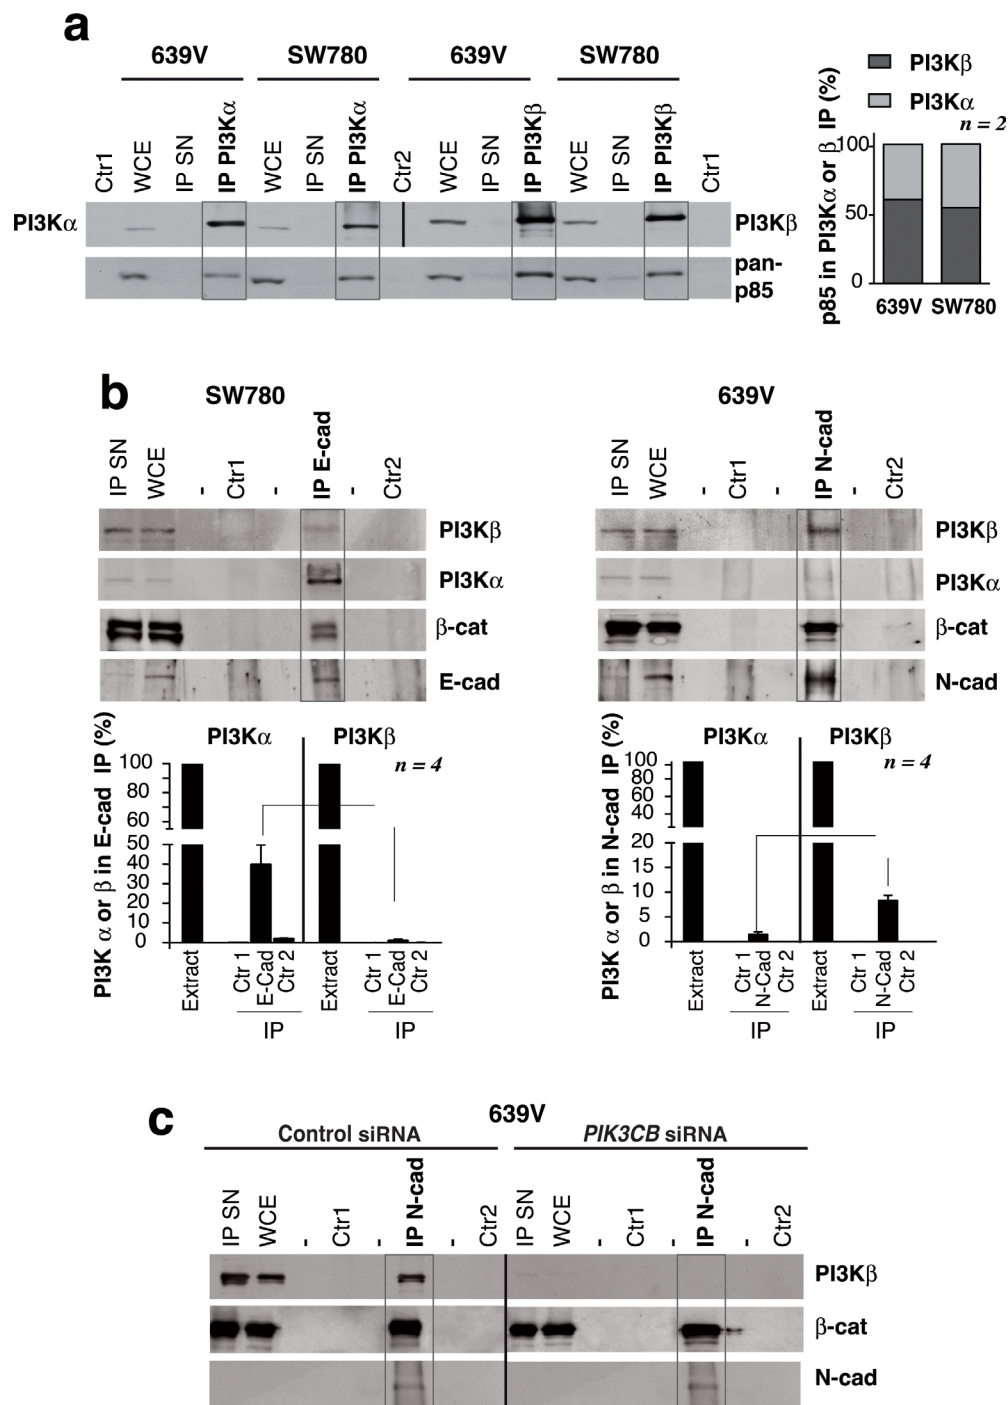 a
639V SW780 639V SW780
Ctr1 WCE IP SN IP PI3Kα WCE IP SN IP PI3Kα Ctr2 WCE IP SN IP PI3Kβ WCE IP SN IP PI3Kβ Ctr1
PI3Kα PI3Kβ
pan-
p85
PI3Kβ
PI3Kα
n = 2
p85 in PI3Kα or β IP (%)
100
50
0
639V SW780
b
SW780
IP SN WCE - Ctr1 - IP E-cad - Ctr2
PI3Kβ
PI3Kα
β-cat
E-cad
PI3Kα PI3Kβ
n = 4
PI3K α or β in E-cad IP (%)
100
80
60
50
40
30
20
10
0
Extract Ctr 1 E-Cad Ctr 2 Extract Ctr 1 E-Cad Ctr 2
IP IP
639V
IP SN WCE - Ctr1 - IP N-cad - Ctr2
PI3Kβ
PI3Kα
β-cat
N-cad
PI3Kα PI3Kβ
n = 4
PI3K α or β in N-cad IP (%)
100
80
60
40
20
15
10
5
0
Extract Ctr 1 N-Cad Ctr 2 Extract Ctr 1 N-Cad Ctr 2
IP IP
c
639V
Control siRNA PIK3CB siRNA
IP SN WCE - Ctr1 - IP N-cad - Ctr2 IP SN WCE - Ctr1 - IP N-cad - Ctr2
PI3Kβ
β-cat
N-cad